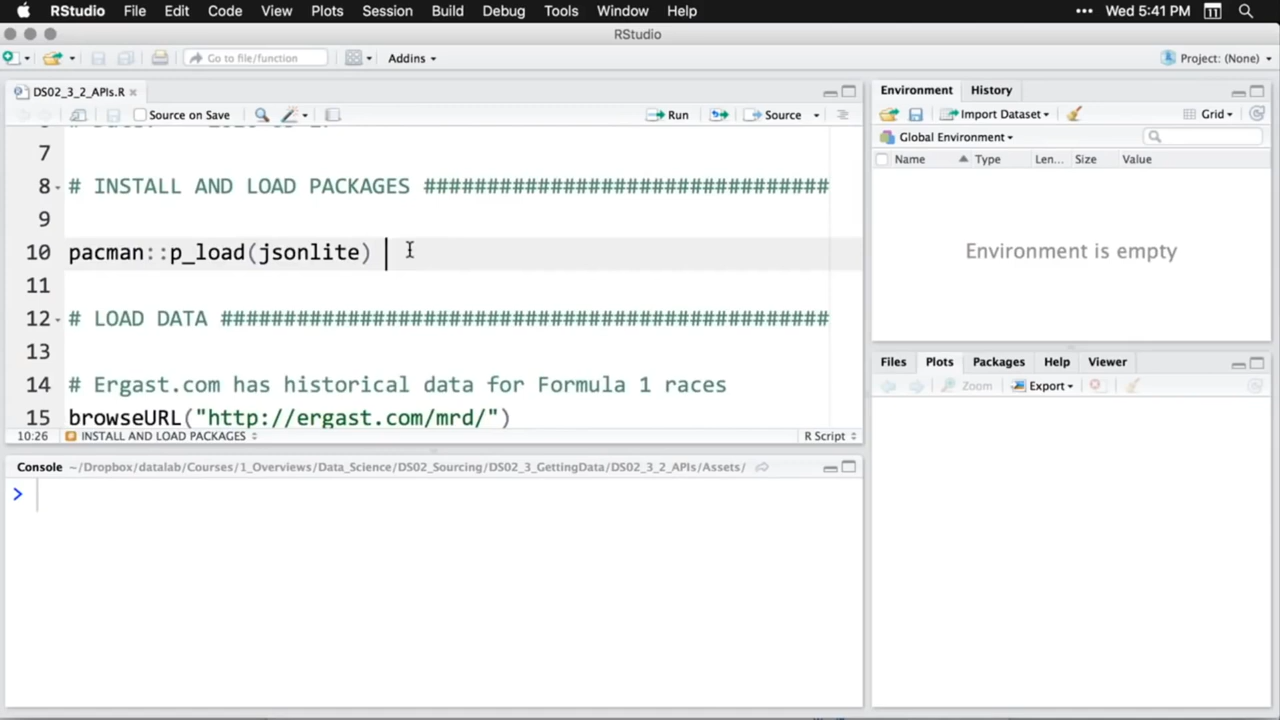 RStudio File Edit Code View Plots Session Build Debug Tools Window Help ••• Wed 5:41 PM 11
RStudio
Go to file/function Addins Project: (None)
DS02_3_2_APIs.R
Source on Save Run Source
7
8 # INSTALL AND LOAD PACKAGES ################################
9
10 pacman::p_load(jsonlite)
11
12 # LOAD DATA ################################################
13
14 # Ergast.com has historical data for Formula 1 races
15 browseURL("http://ergast.com/mrd/")
10:26 INSTALL AND LOAD PACKAGES R Script
Console ~/Dropbox/datalab/Courses/1_Overviews/Data_Science/DS02_Sourcing/DS02_3_GettingData/DS02_3_2_APIs/Assets/
>
Environment History
Import Dataset Grid
Global Environment
Name Type Len... Size Value
Environment is empty
Files Plots Packages Help Viewer
Zoom Export